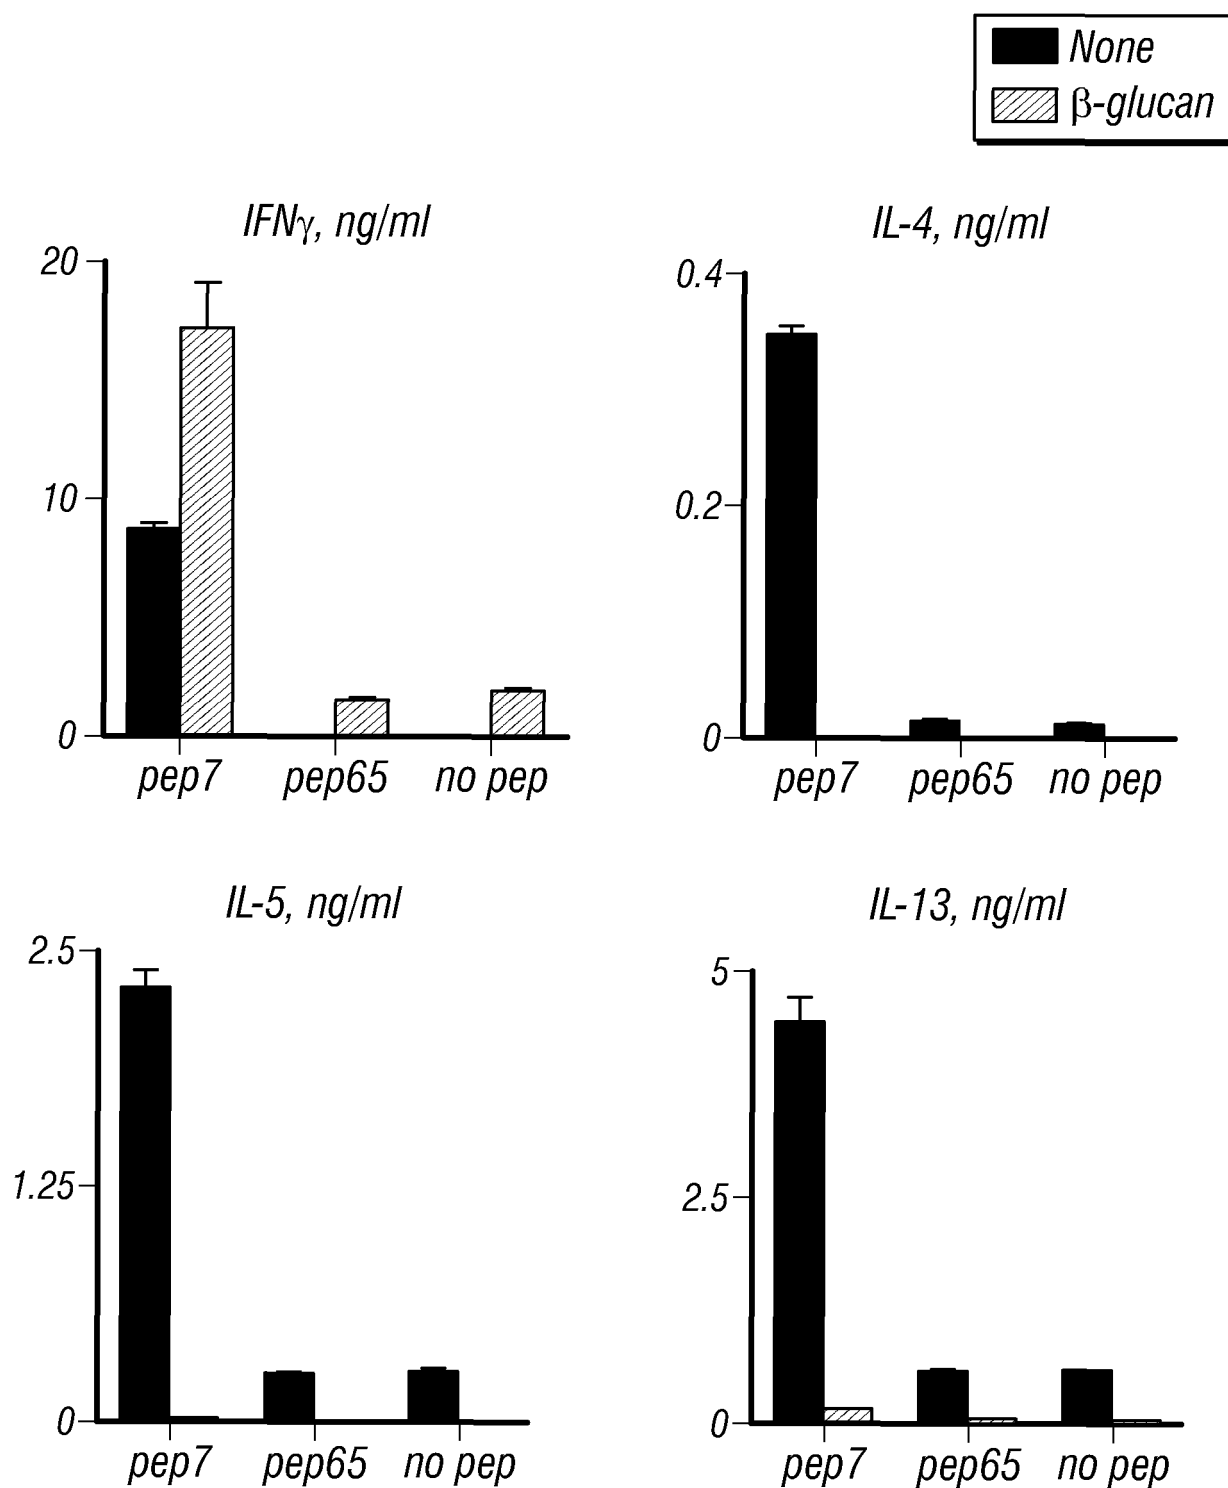 None
β-glucan
IFNγ, ng/ml
20
10
0
pep7 pep65 no pep
IL-4, ng/ml
0.4
0.2
0
pep7 pep65 no pep
IL-5, ng/ml
2.5
1.25
0
pep7 pep65 no pep
IL-13, ng/ml
5
2.5
0
pep7 pep65 no pep